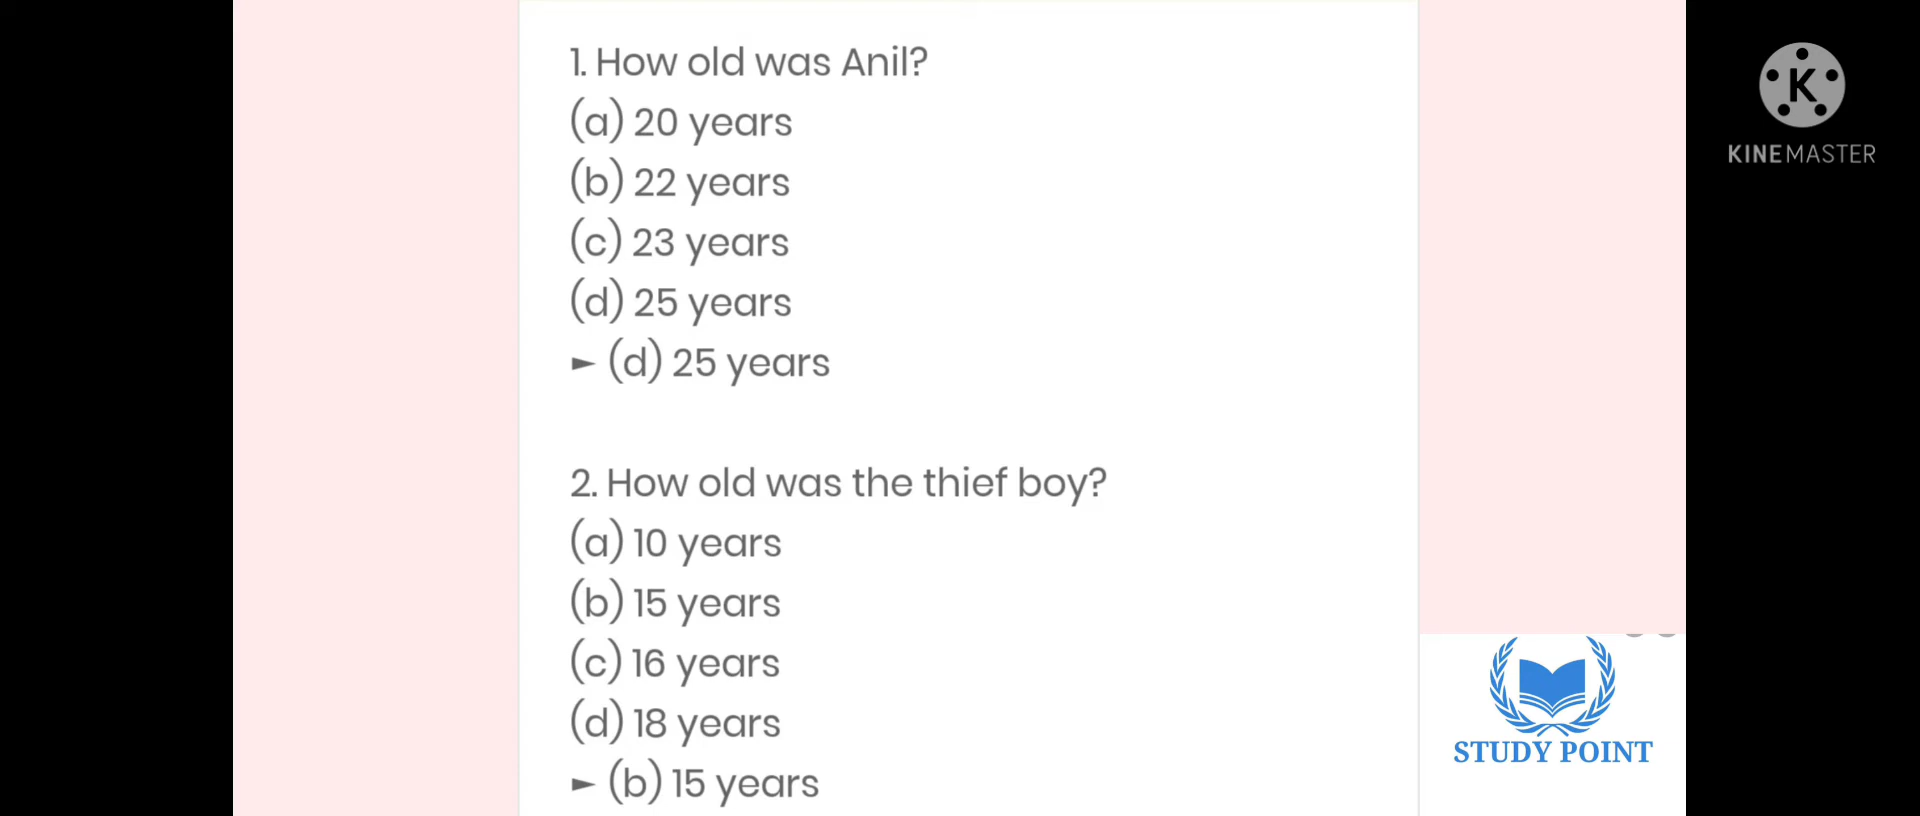 1. How old was Anil?
(a) 20 years
(b) 22 years
(c) 23 years
(d) 25 years
► (d) 25 years
2. How old was the thief boy?
(a) 10 years
(b) 15 years
(c) 16 years
(d) 18 years
► (b) 15 years
K
KINEMASTER
STUDY POINT